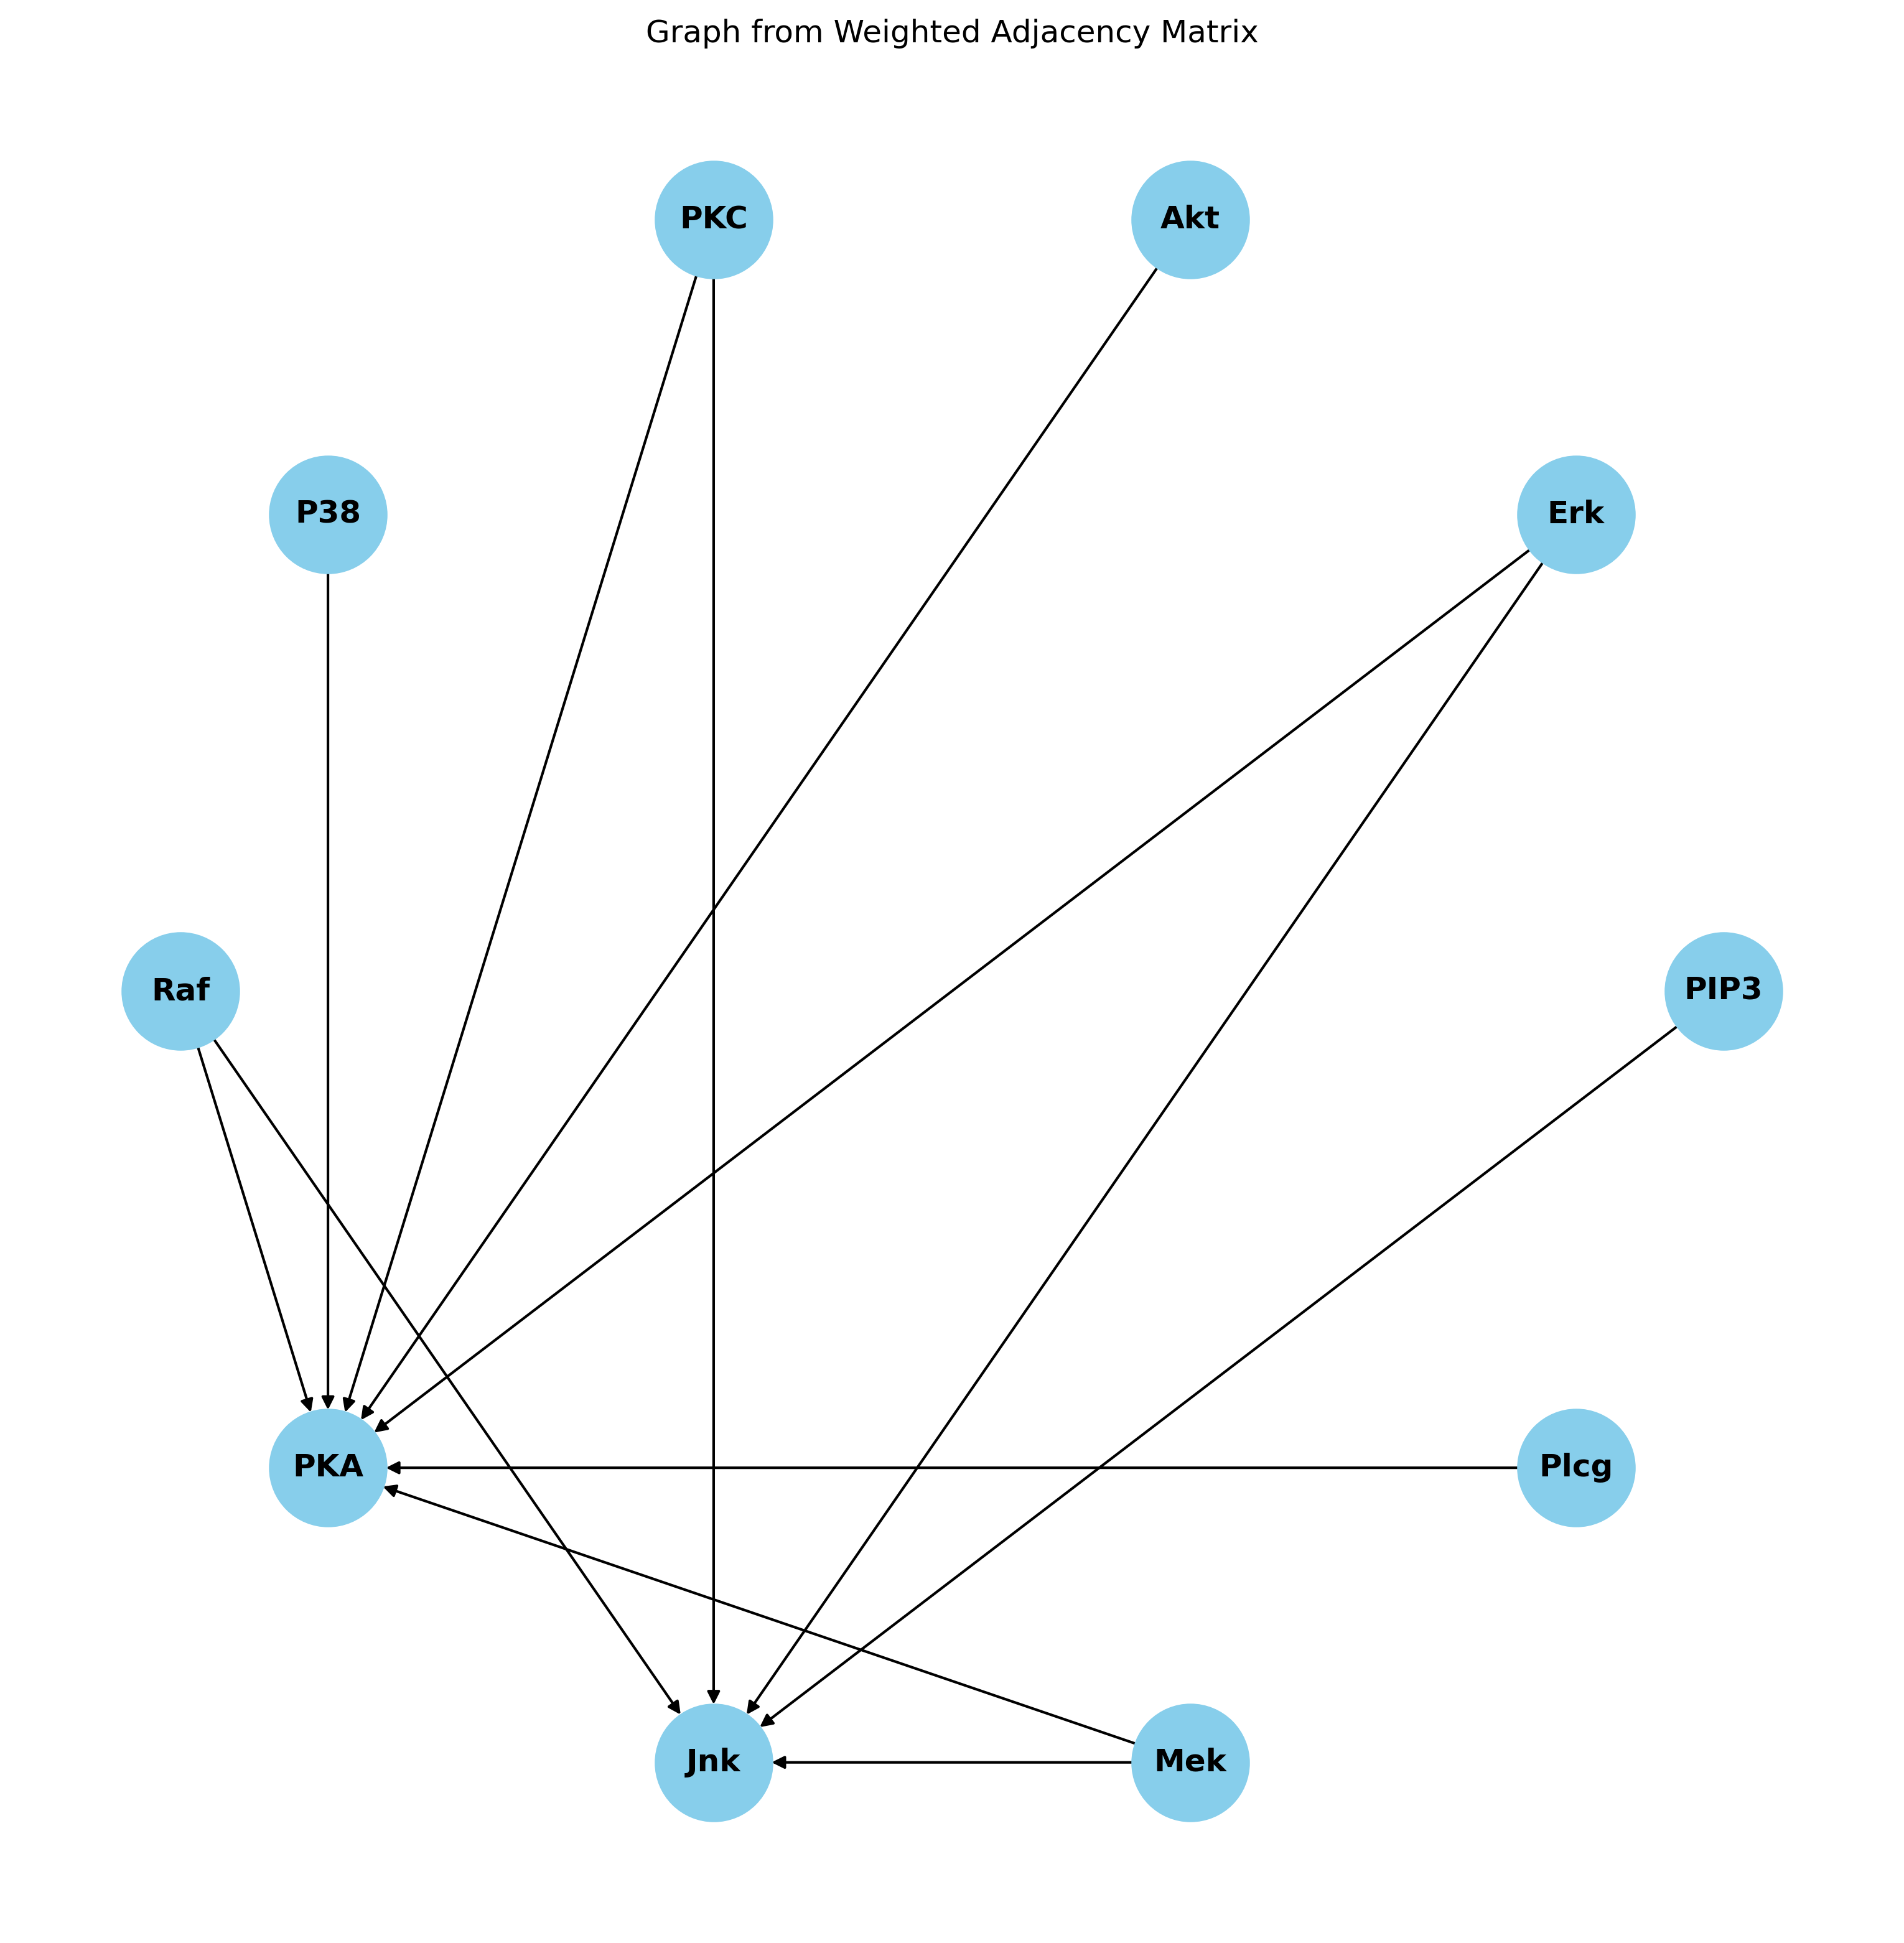 Graph from Weighted Adjacency Matrix
PKC
Akt
P38
Erk
Raf
PIP3
PKA
Plcg
Jnk
Mek